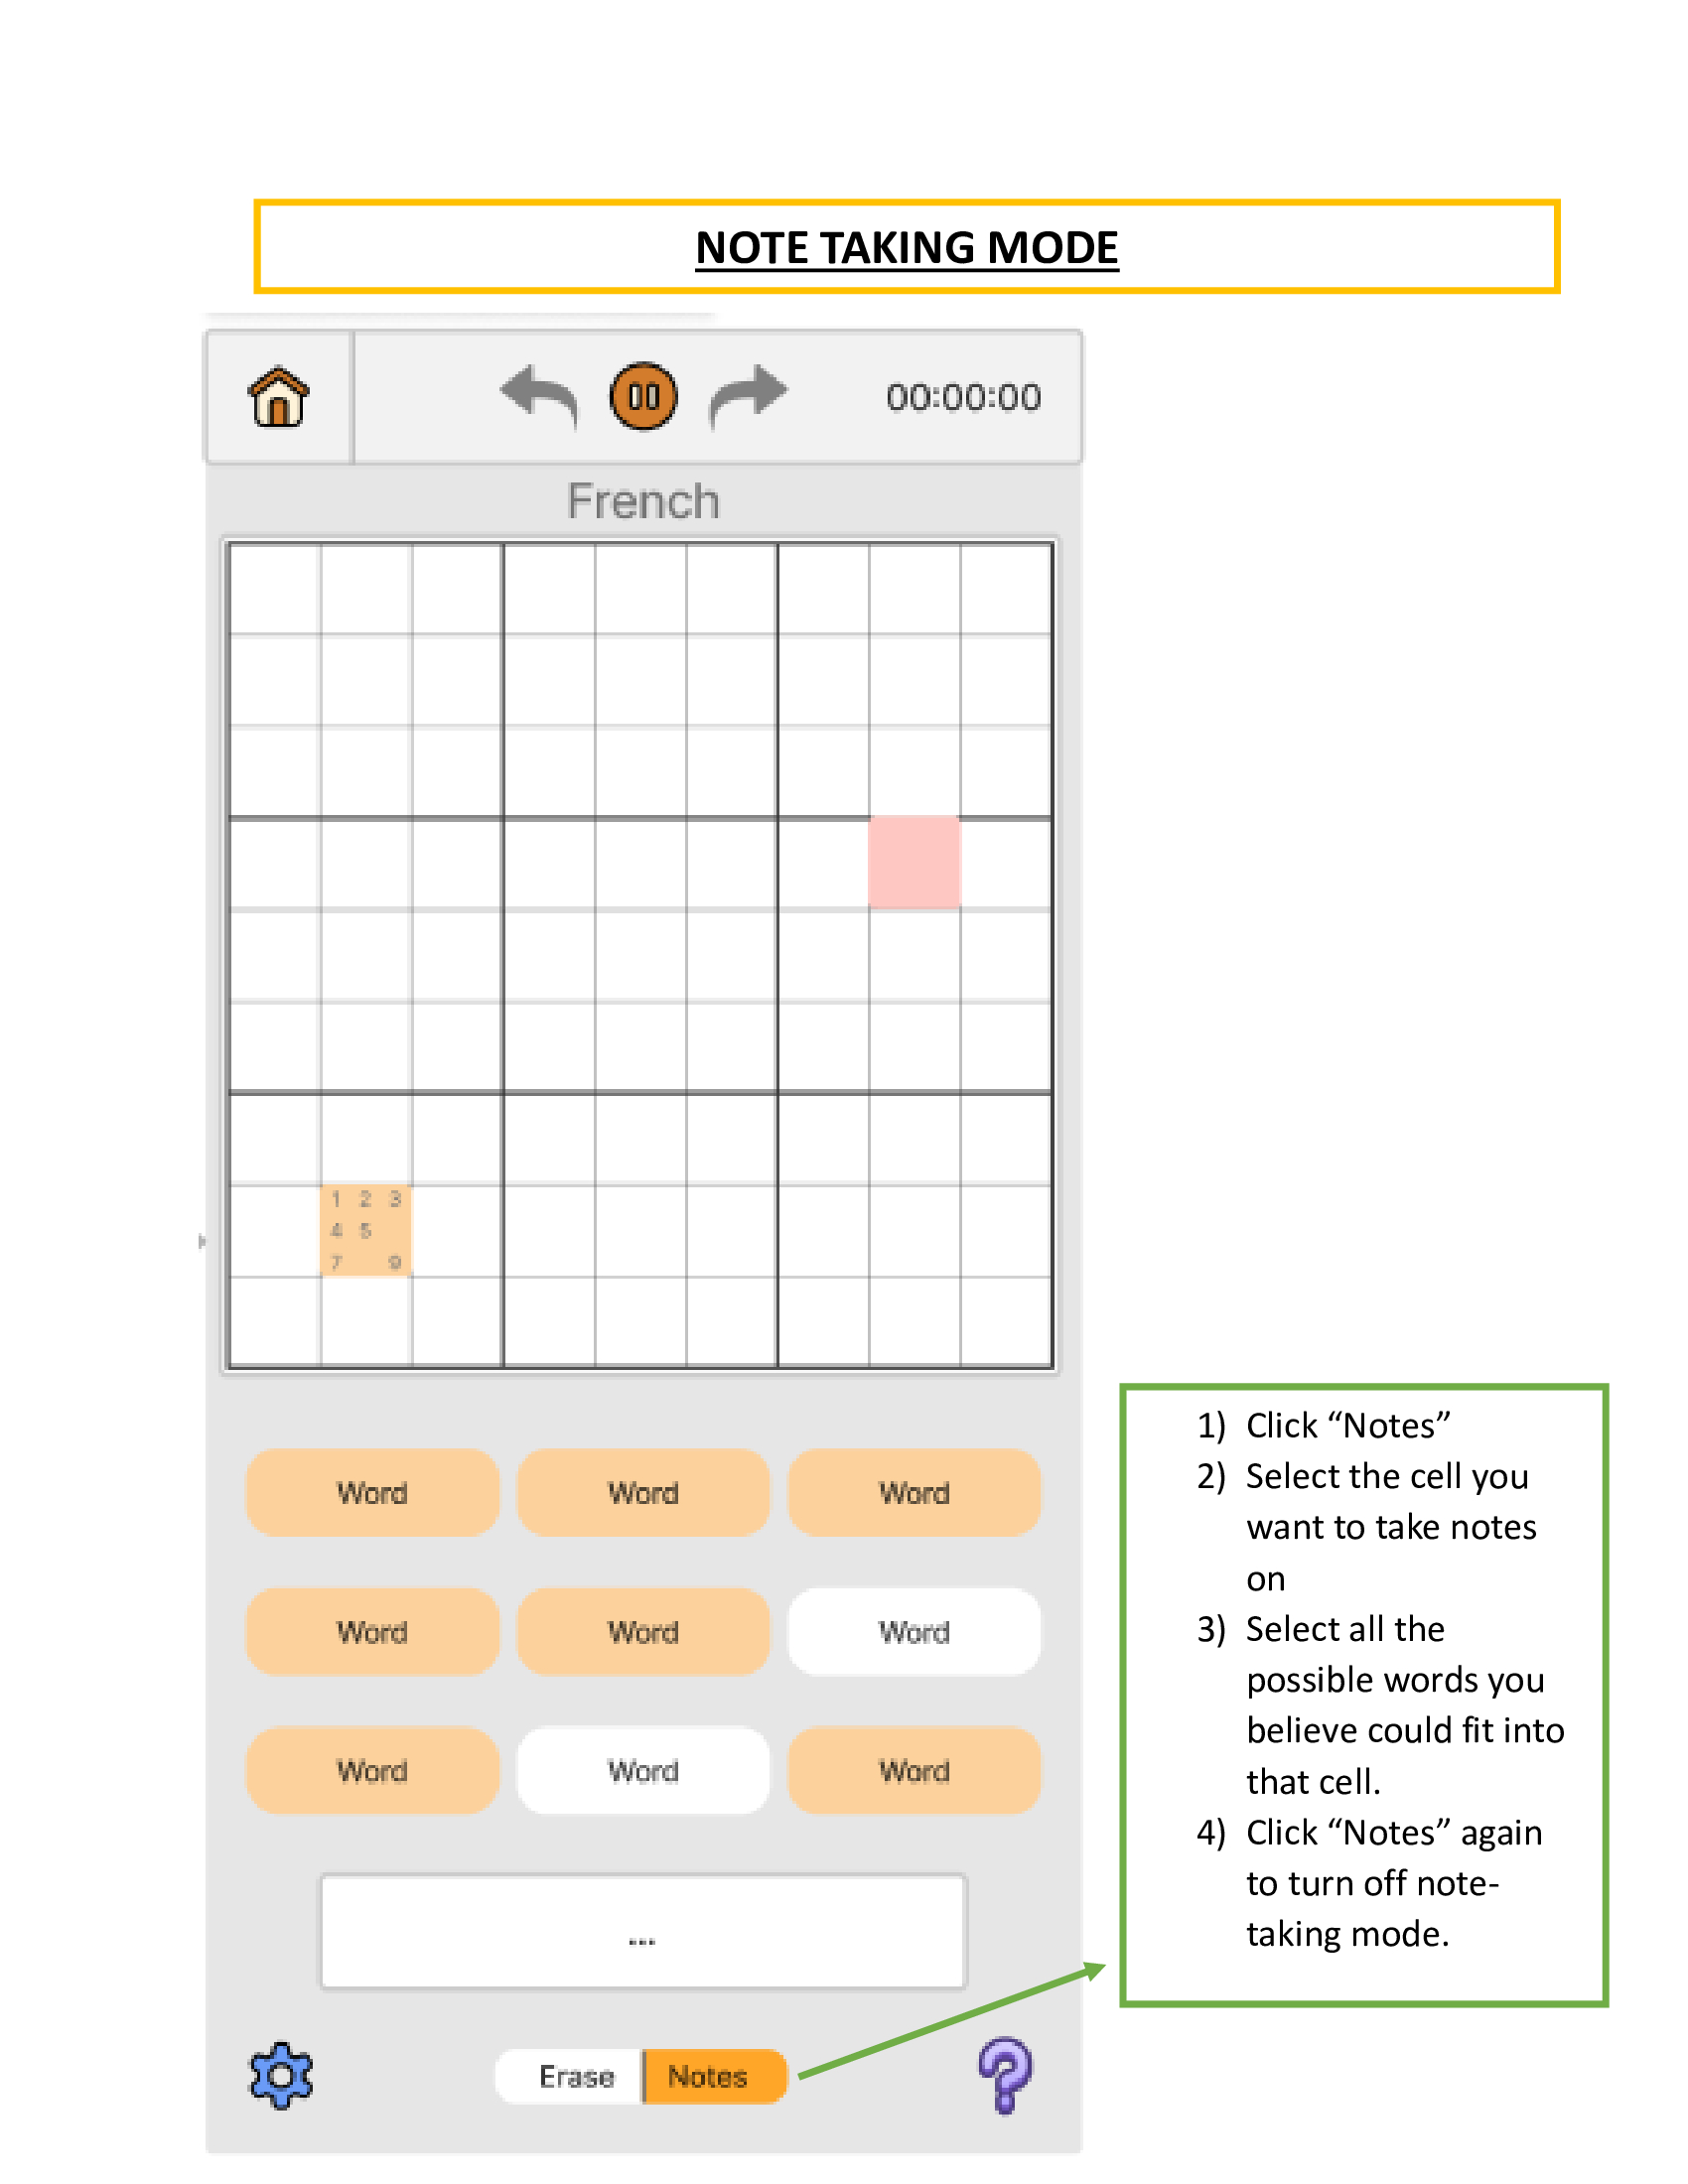 NOTE TAKING MODE
00:00:00
French
1 2 3
4 5
7 9
Word Word Word
Word Word Word
Word Word Word
...
Erase Notes
1) Click “Notes”
2) Select the cell you
want to take notes
on
3) Select all the
possible words you
believe could fit into
that cell.
4) Click “Notes” again
to turn off note-
taking mode.